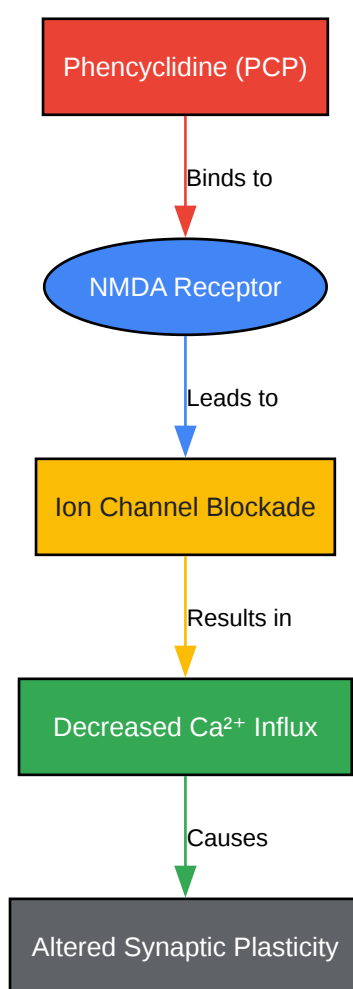 Phencyclidine (PCP)
Binds to
NMDA Receptor
Leads to
Ion Channel Blockade
Results in
Decreased Ca²⁺ Influx
Causes
Altered Synaptic Plasticity